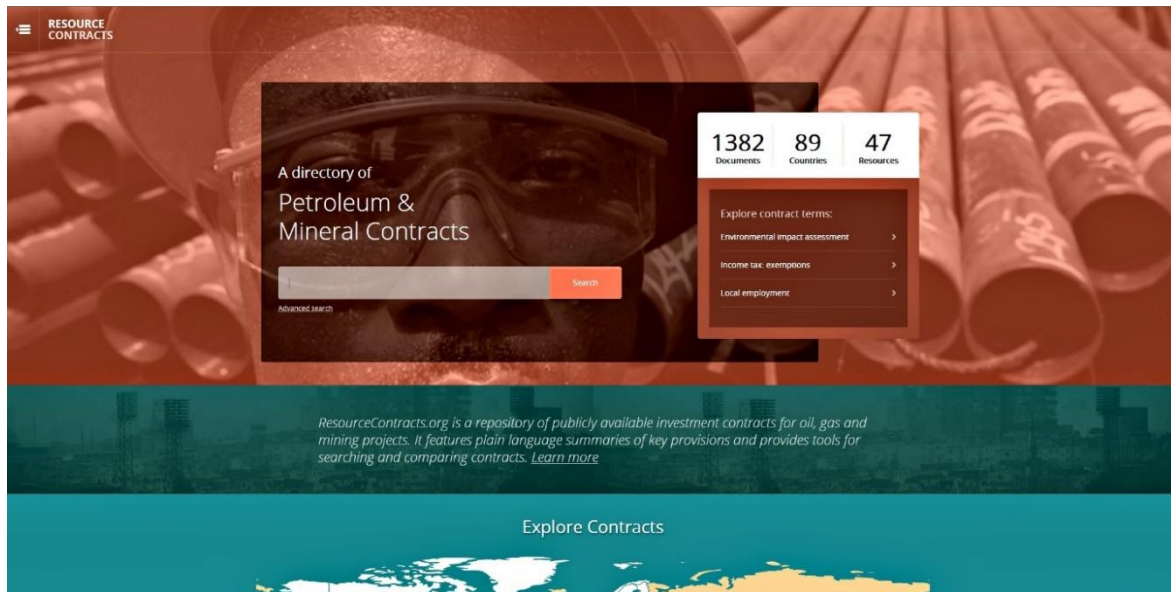 RESOURCE
CONTRACTS
A directory of
Petroleum &
Mineral Contracts
Search
Advanced search
1382 89 47
Documents Countries Resources
Explore contract terms:
Environmental impact assessment
Income tax: exemptions
Local employment
ResourceContracts.org is a repository of publicly available investment contracts for oil, gas and
mining projects. It features plain language summaries of key provisions and provides tools for
searching and comparing contracts. Learn more
Explore Contracts